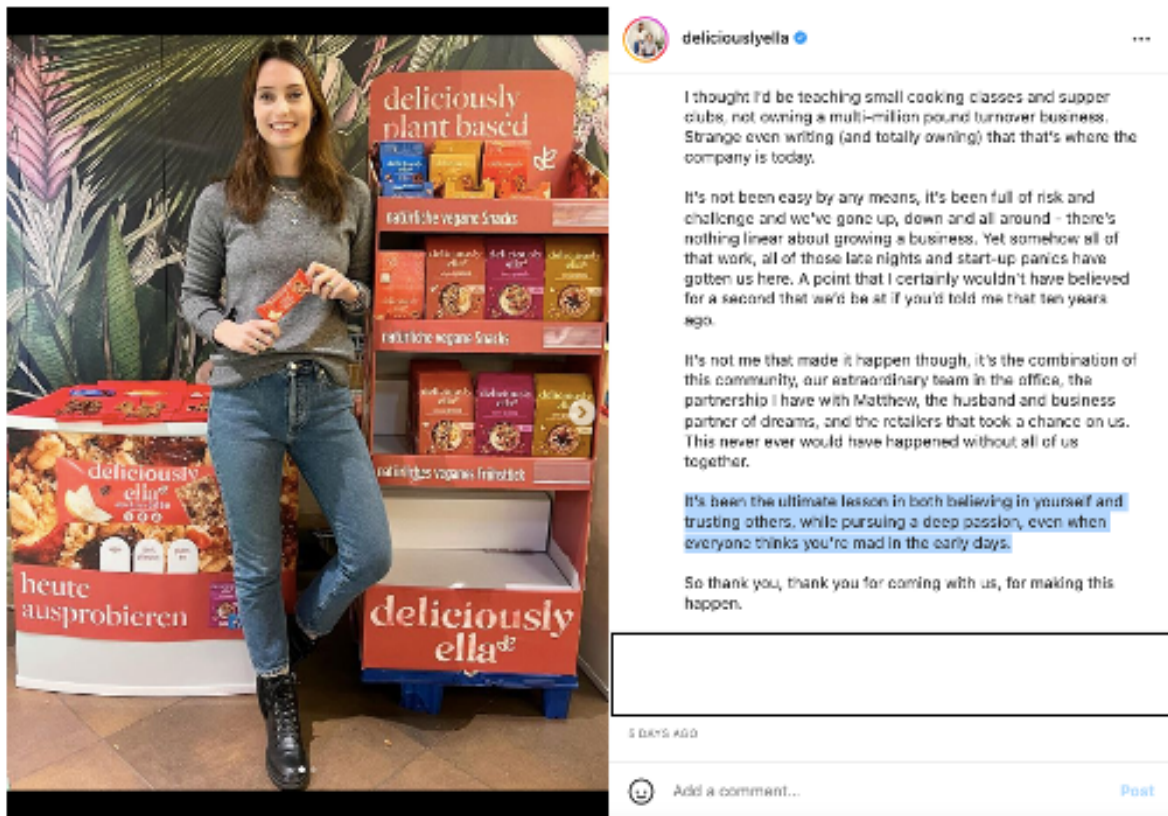 deliciouslyella
I thought I'd be teaching small cooking classes and supper
clubs, not owning a multi-million pound turnover business.
Strange even writing (and totally owning) that that's where the
company is today.
It's not been easy by any means, it's been full of risk and
challenge and we've gone up, down and all around - there's
nothing linear about growing a business. Yet somehow all of
that work, all of those late nights and start-up panics have
gotten us here. A point that I certainly wouldn't have believed
for a second that we'd be at if you'd told me that ten years
ago.
It's not me that made it happen though, it's the combination of
this community, our extraordinary team in the office, the
partnership I have with Matthew, the husband and business
partner of dreams, and the retailers that took a chance on us.
This never ever would have happened without all of us
together.
It's been the ultimate lesson in both believing in yourself and
trusting others, while pursuing a deep passion, even when
everyone thinks you're mad in the early days.
So thank you, thank you for coming with us, for making this
happen.
5 DAYS AGO
Add a comment...
Post
deliciously
plant based
natürliche vegane Snacks
deliciously
ella
deliciously
ella
deliciously
ella
natürliche vegane Snacks
natürliches veganes Frühstück
deliciously
ella
deliciously
ella
heute
ausprobieren